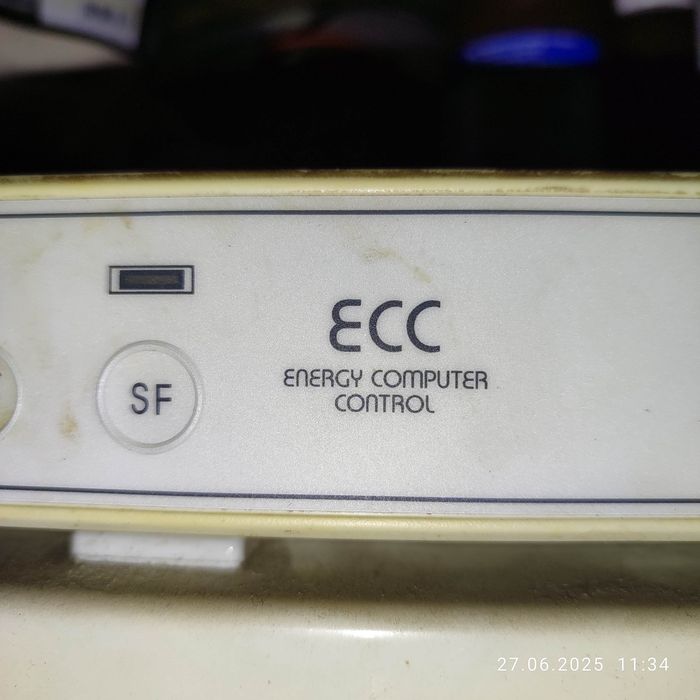 ECC
ENERGY COMPUTER
CONTROL
SF
27.06.2025 11:34